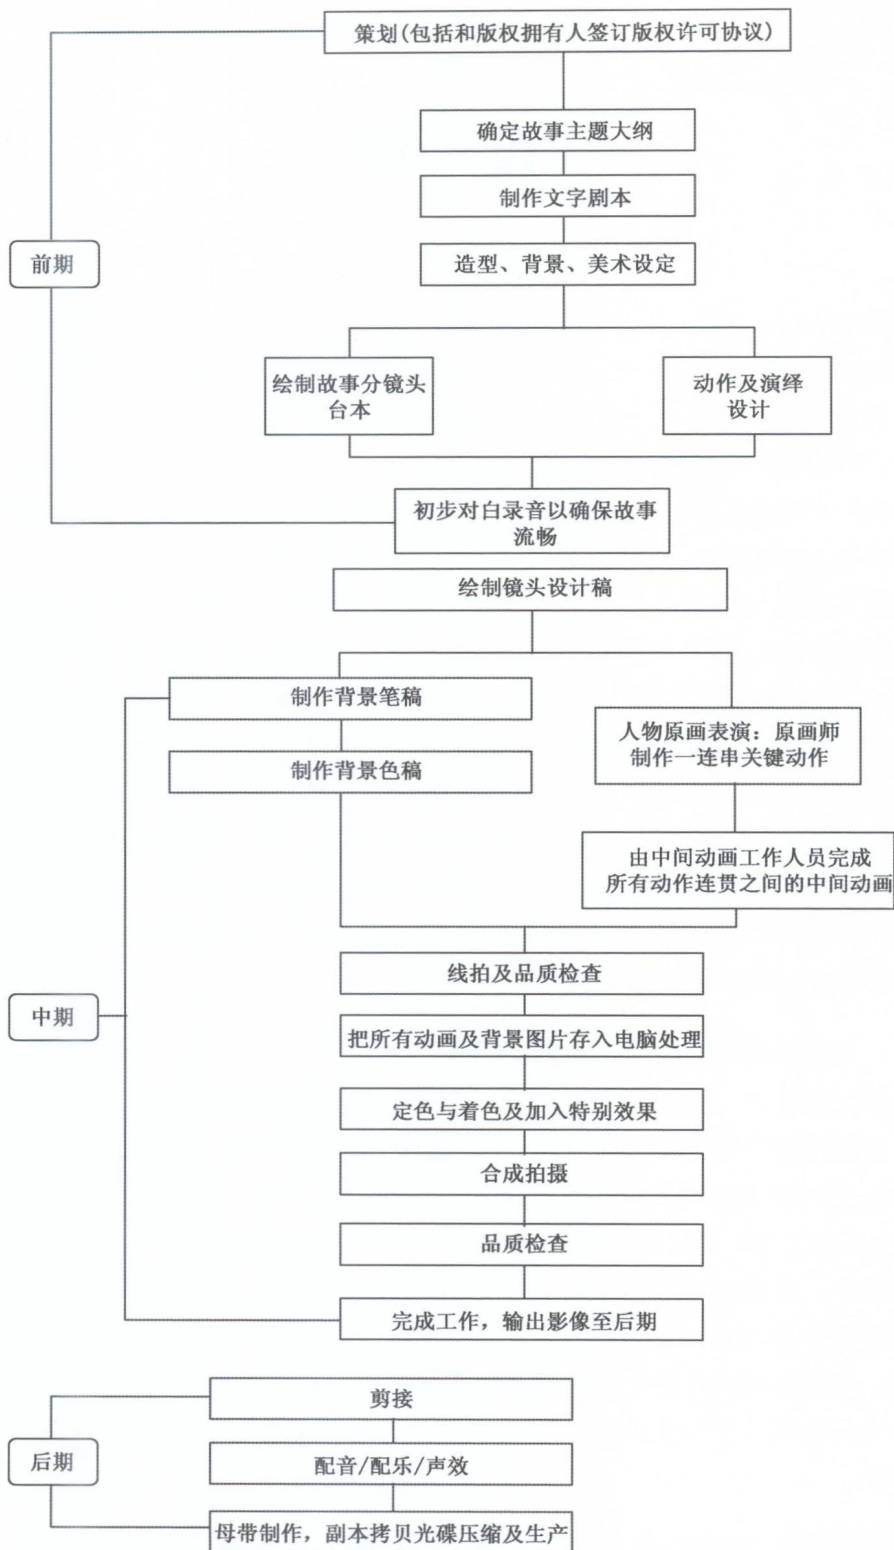 策划(包括和版权拥有人签订版权许可协议)
确定故事主题大纲
制作文字剧本
前期
造型、背景、美术设定
绘制故事分镜头
台本
动作及演绎
设计
初步对白录音以确保故事
流畅
绘制镜头设计稿
制作背景笔稿
人物原画表演：原画师
制作一连串关键动作
制作背景色稿
由中间动画工作人员完成
所有动作连贯之间的中间动画
线拍及品质检查
中期
把所有动画及背景图片存入电脑处理
定色与着色及加入特别效果
合成拍摄
品质检查
完成工作，输出影像至后期
剪接
后期
配音/配乐/声效
母带制作，副本拷贝光碟压缩及生产